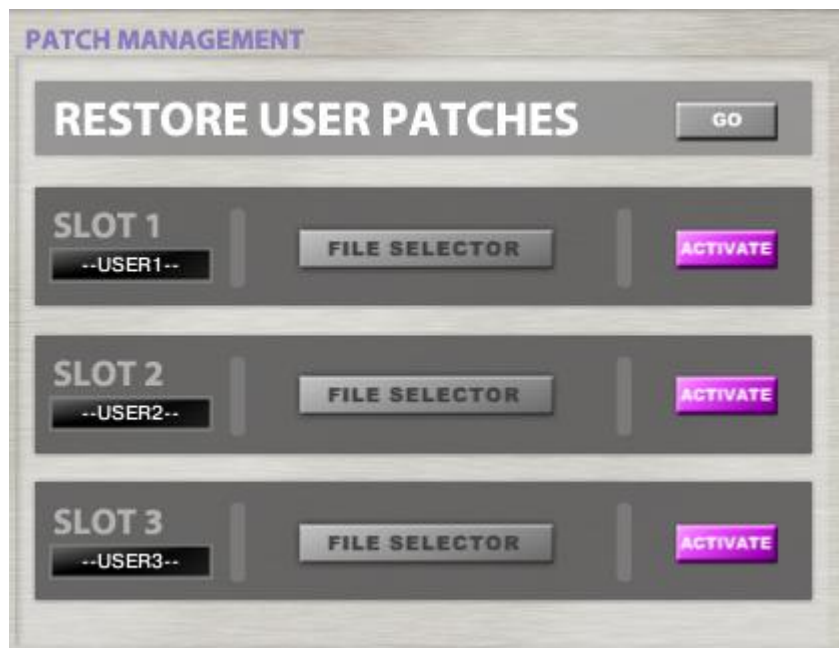 PATCH MANAGEMENT
RESTORE USER PATCHES GO
SLOT 1
--USER1--
FILE SELECTOR
ACTIVATE
SLOT 2
--USER2--
FILE SELECTOR
ACTIVATE
SLOT 3
--USER3--
FILE SELECTOR
ACTIVATE